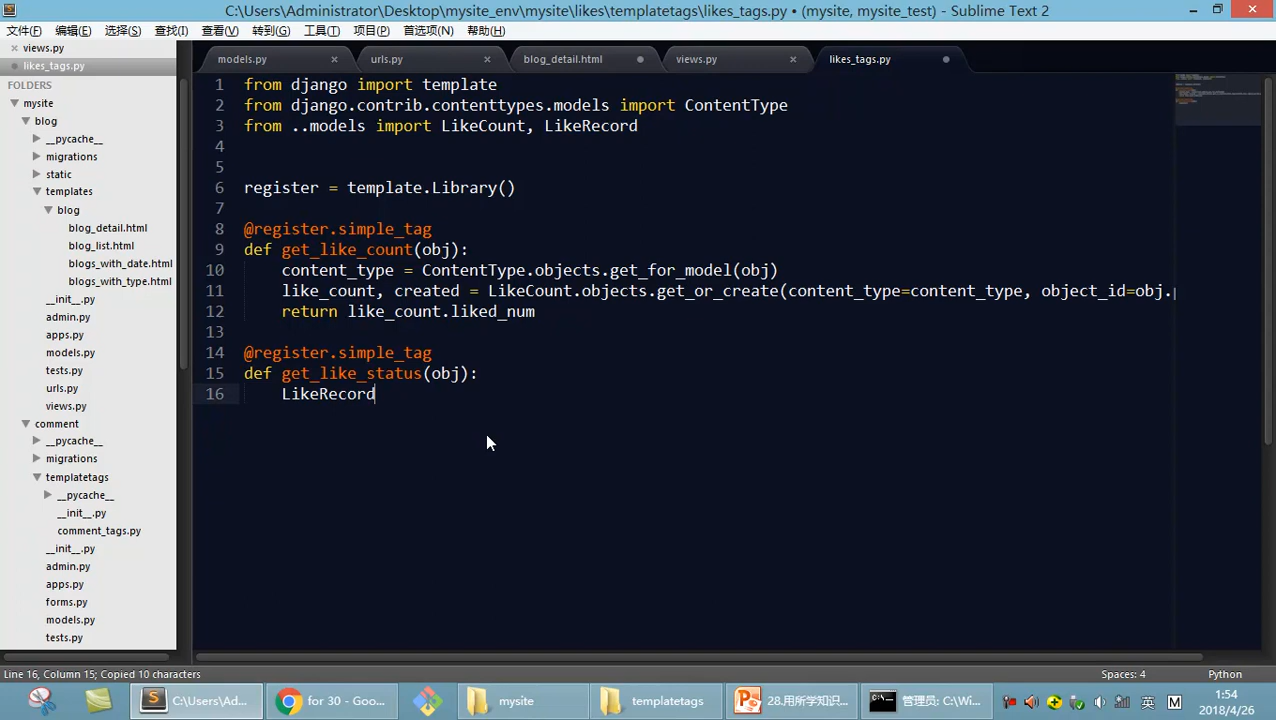 C:\Users\Administrator\Desktop\mysite_env\mysite\likes\templatetags\likes_tags.py • (mysite, mysite_test) - Sublime Text 2
文件(F) 编辑(E) 选择(S) 查找(I) 查看(V) 转到(G) 工具(T) 项目(P) 首选项(N) 帮助(H)
views.py
likes_tags.py
FOLDERS
mysite
blog
__pycache__
migrations
static
templates
blog
blog_detail.html
blog_list.html
blogs_with_date.html
blogs_with_type.html
__init__.py
admin.py
apps.py
models.py
tests.py
urls.py
views.py
comment
__pycache__
migrations
templatetags
__pycache__
__init__.py
comment_tags.py
__init__.py
admin.py
apps.py
forms.py
models.py
tests.py
models.py urls.py blog_detail.html views.py likes_tags.py
1 from django import template
2 from django.contrib.contenttypes.models import ContentType
3 from ..models import LikeCount, LikeRecord
4
5
6 register = template.Library()
7
8 @register.simple_tag
9 def get_like_count(obj):
10 content_type = ContentType.objects.get_for_model(obj)
11 like_count, created = LikeCount.objects.get_or_create(content_type=content_type, object_id=obj.
12 return like_count.liked_num
13
14 @register.simple_tag
15 def get_like_status(obj):
16 LikeRecord
Line 16, Column 15; Copied 10 characters
Spaces: 4 Python
C:\Users\Ad... for 30 - Goo... mysite templatetags 28.用所学知识... 管理员: C:\Wi... 英 M
1:54
2018/4/26